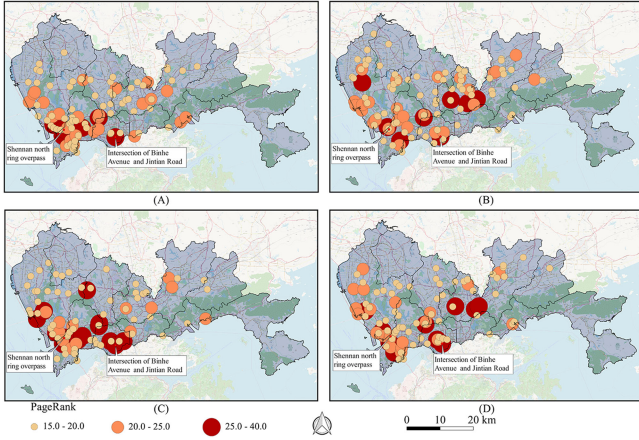 Shennan north
ring overpass
Intersection of Binhe
Avenue and Jintian Road
(A)
Shennan north
ring overpass
Intersection of Binhe
Avenue and Jintian Road
(B)
Shennan north
ring overpass
Intersection of Binhe
Avenue and Jintian Road
(C)
Shennan north
ring overpass
Intersection of Binhe
Avenue and Jintian Road
(D)
PageRank
15.0 - 20.0
20.0 - 25.0
25.0 - 40.0
0 10 20 km